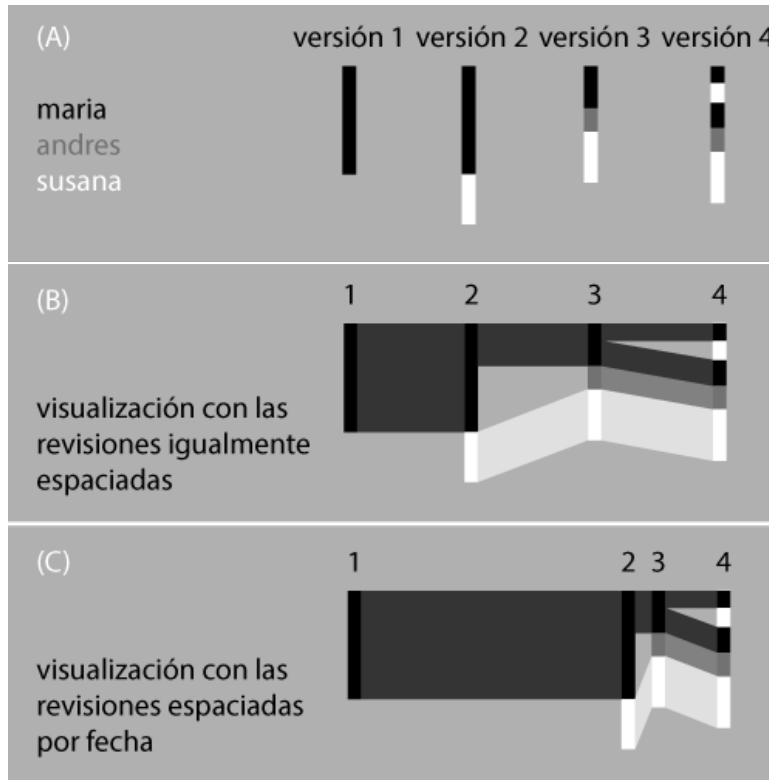 (A)
versión 1 versión 2 versión 3 versión 4
maria
andres
susana
(B)
1 2 3 4
visualización con las
revisiones igualmente
espaciadas
(C)
1 2 3 4
visualización con las
revisiones espaciadas
por fecha